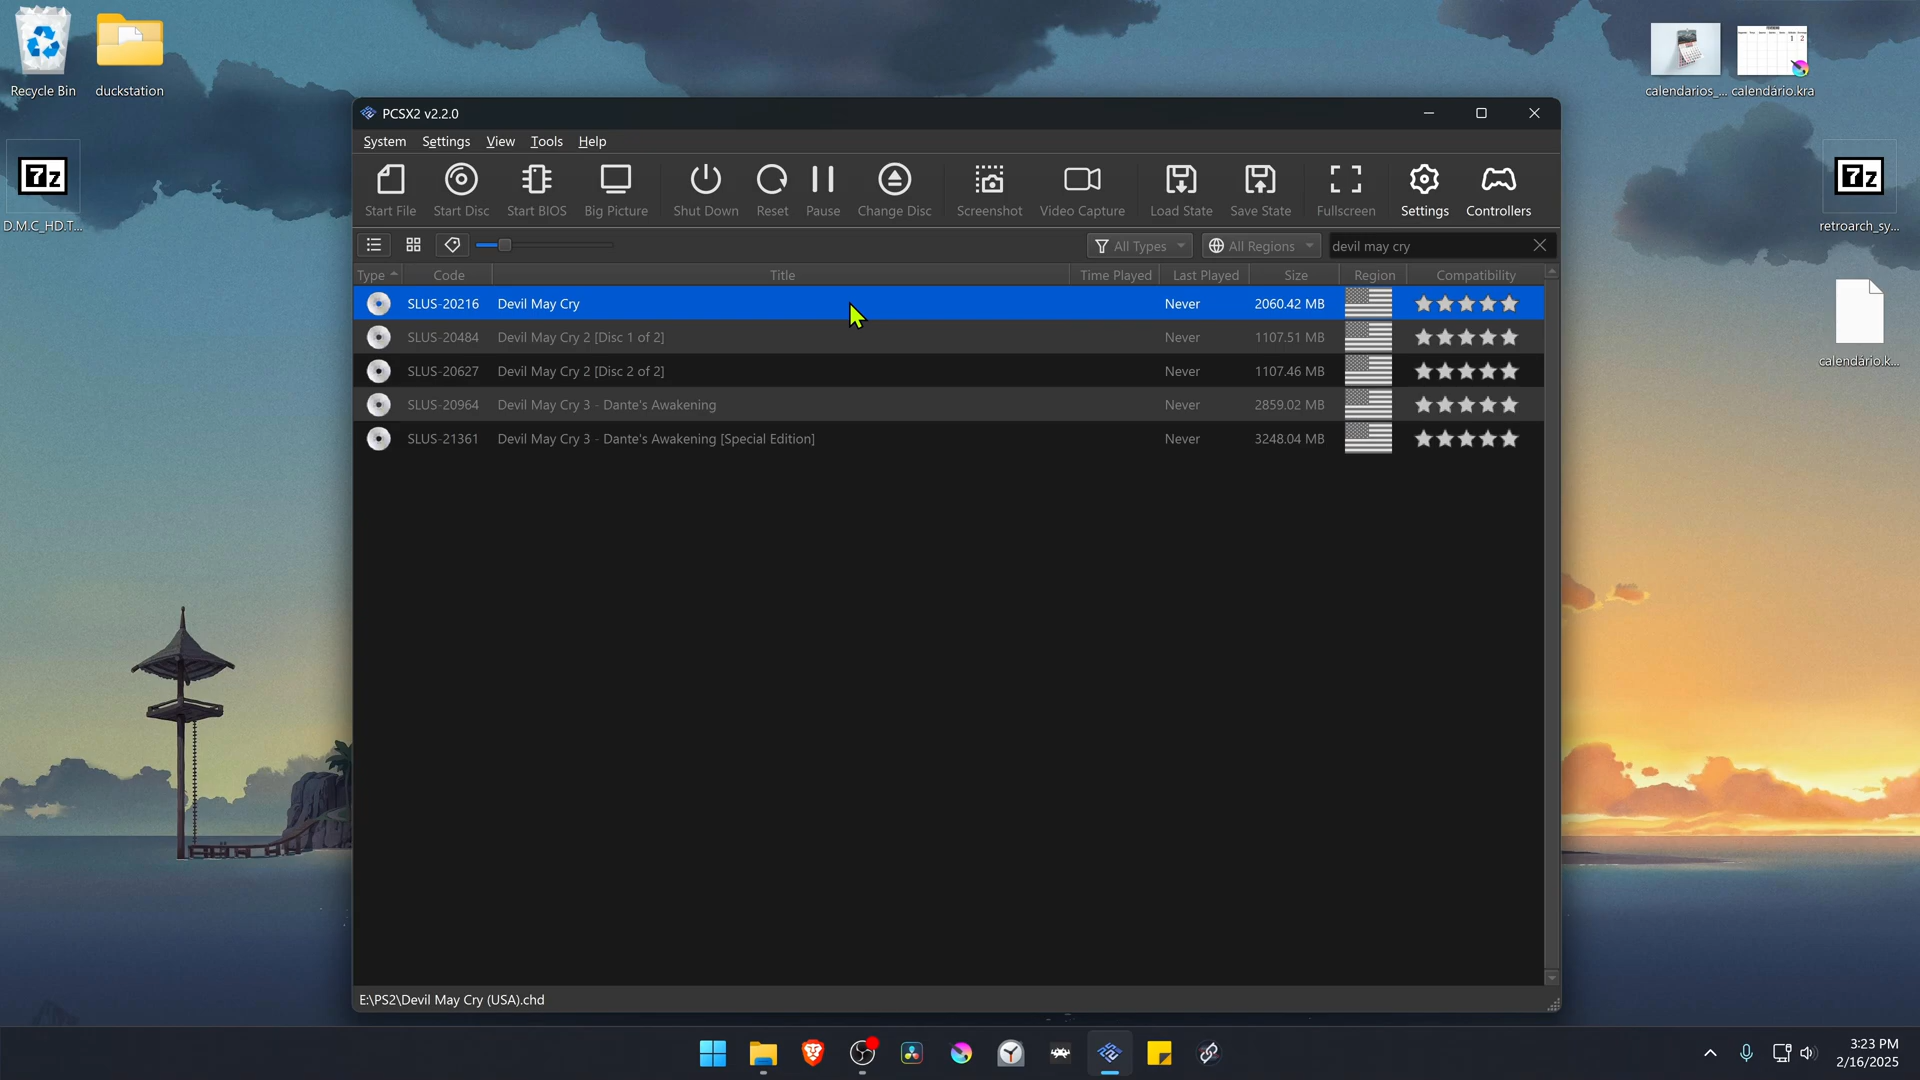 Recycle Bin
duckstation
calendarios_...
calendário.kra
D.M.C_HD.T...
retroarch_sy...
calendário.k...
PCSX2 v2.2.0
System Settings View Tools Help
Start File Start Disc Start BIOS Big Picture Shut Down Reset Pause Change Disc Screenshot Video Capture Load State Save State Fullscreen Settings Controllers
All Types All Regions devil may cry
Type Code Title Time Played Last Played Size Region Compatibility
SLUS-20216 Devil May Cry Never 2060.42 MB
SLUS-20484 Devil May Cry 2 [Disc 1 of 2] Never 1107.51 MB
SLUS-20627 Devil May Cry 2 [Disc 2 of 2] Never 1107.46 MB
SLUS-20964 Devil May Cry 3 - Dante's Awakening Never 2859.02 MB
SLUS-21361 Devil May Cry 3 - Dante's Awakening [Special Edition] Never 3248.04 MB
E:\PS2\Devil May Cry (USA).chd
7z
7z
1 2
3:23 PM
2/16/2025